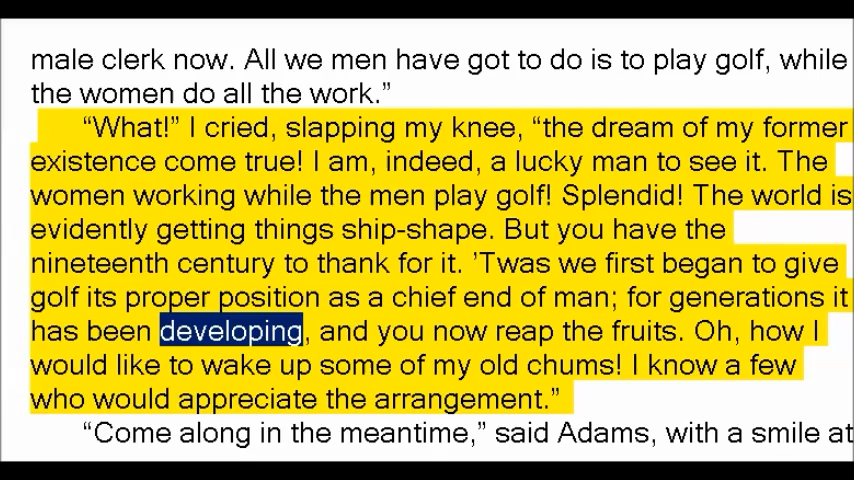 male clerk now. All we men have got to do is to play golf, while
the women do all the work.”
“What!” I cried, slapping my knee, “the dream of my former
existence come true! I am, indeed, a lucky man to see it. The
women working while the men play golf! Splendid! The world is
evidently getting things ship-shape. But you have the
nineteenth century to thank for it. ’Twas we first began to give
golf its proper position as a chief end of man; for generations it
has been developing, and you now reap the fruits. Oh, how I
would like to wake up some of my old chums! I know a few
who would appreciate the arrangement.”
“Come along in the meantime,” said Adams, with a smile at